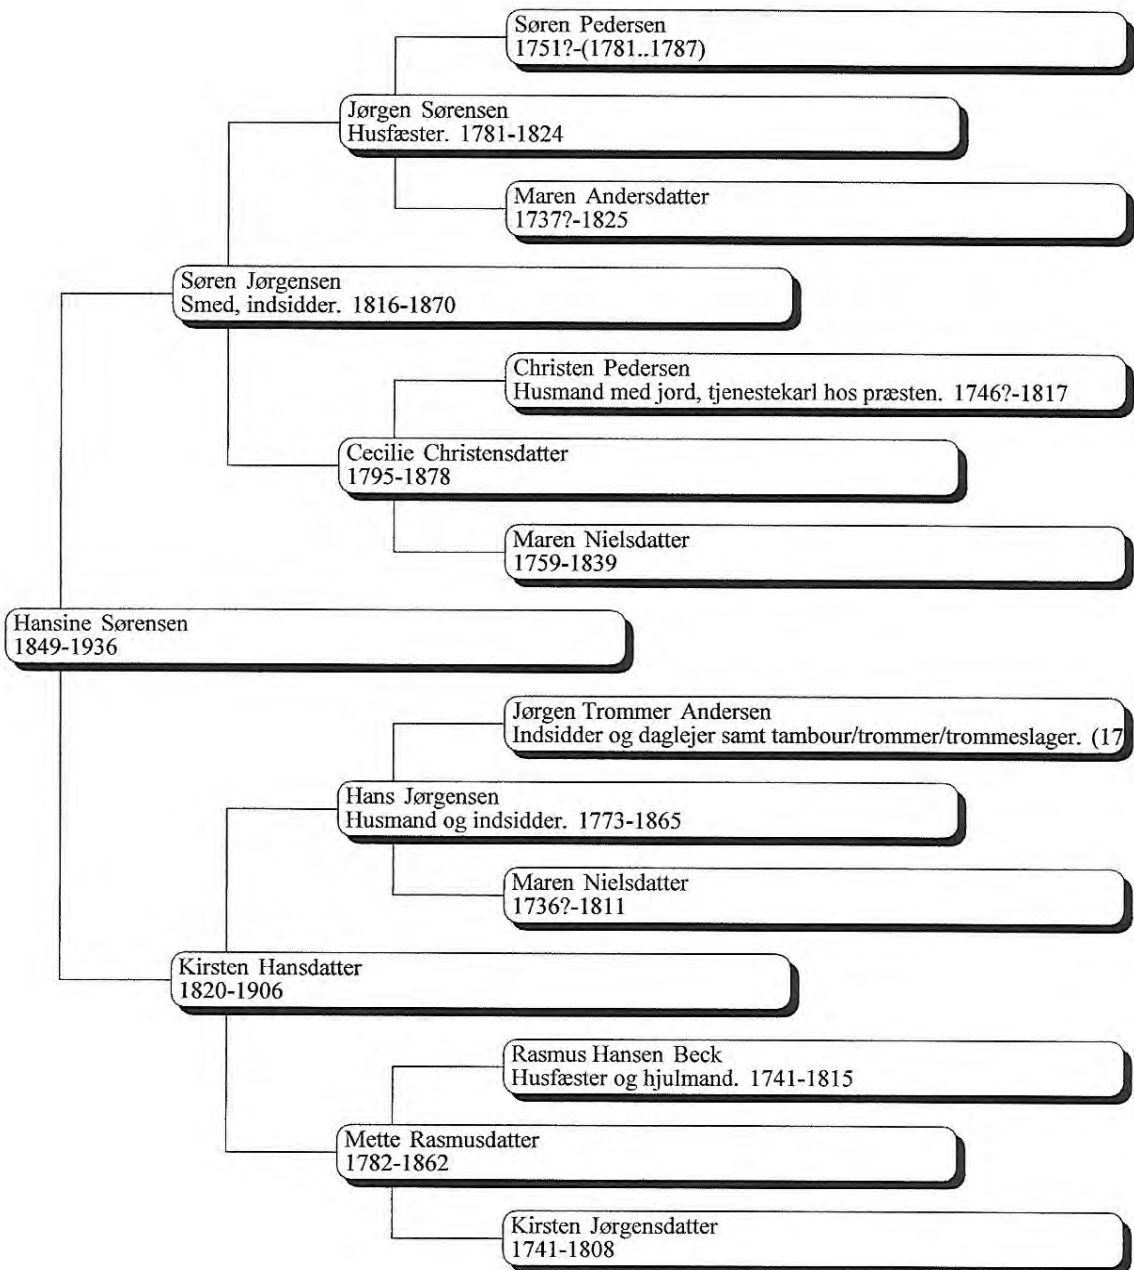 Søren Pedersen
1751?-(1781..1787)
Jørgen Sørensen
Husfæster. 1781-1824
Maren Andersdatter
1737?-1825
Søren Jørgensen
Smed, indsidder. 1816-1870
Christen Pedersen
Husmand med jord, tjenestekarl hos præsten. 1746?-1817
Cecilie Christensdatter
1795-1878
Maren Nielsdatter
1759-1839
Hansine Sørensen
1849-1936
Jørgen Trommer Andersen
Indsidder og daglejer samt tambour/trommer/trommeslager. (17
Hans Jørgensen
Husmand og indsidder. 1773-1865
Maren Nielsdatter
1736?-1811
Kirsten Hansdatter
1820-1906
Rasmus Hansen Beck
Husfæster og hjulmand. 1741-1815
Mette Rasmusdatter
1782-1862
Kirsten Jørgensdatter
1741-1808